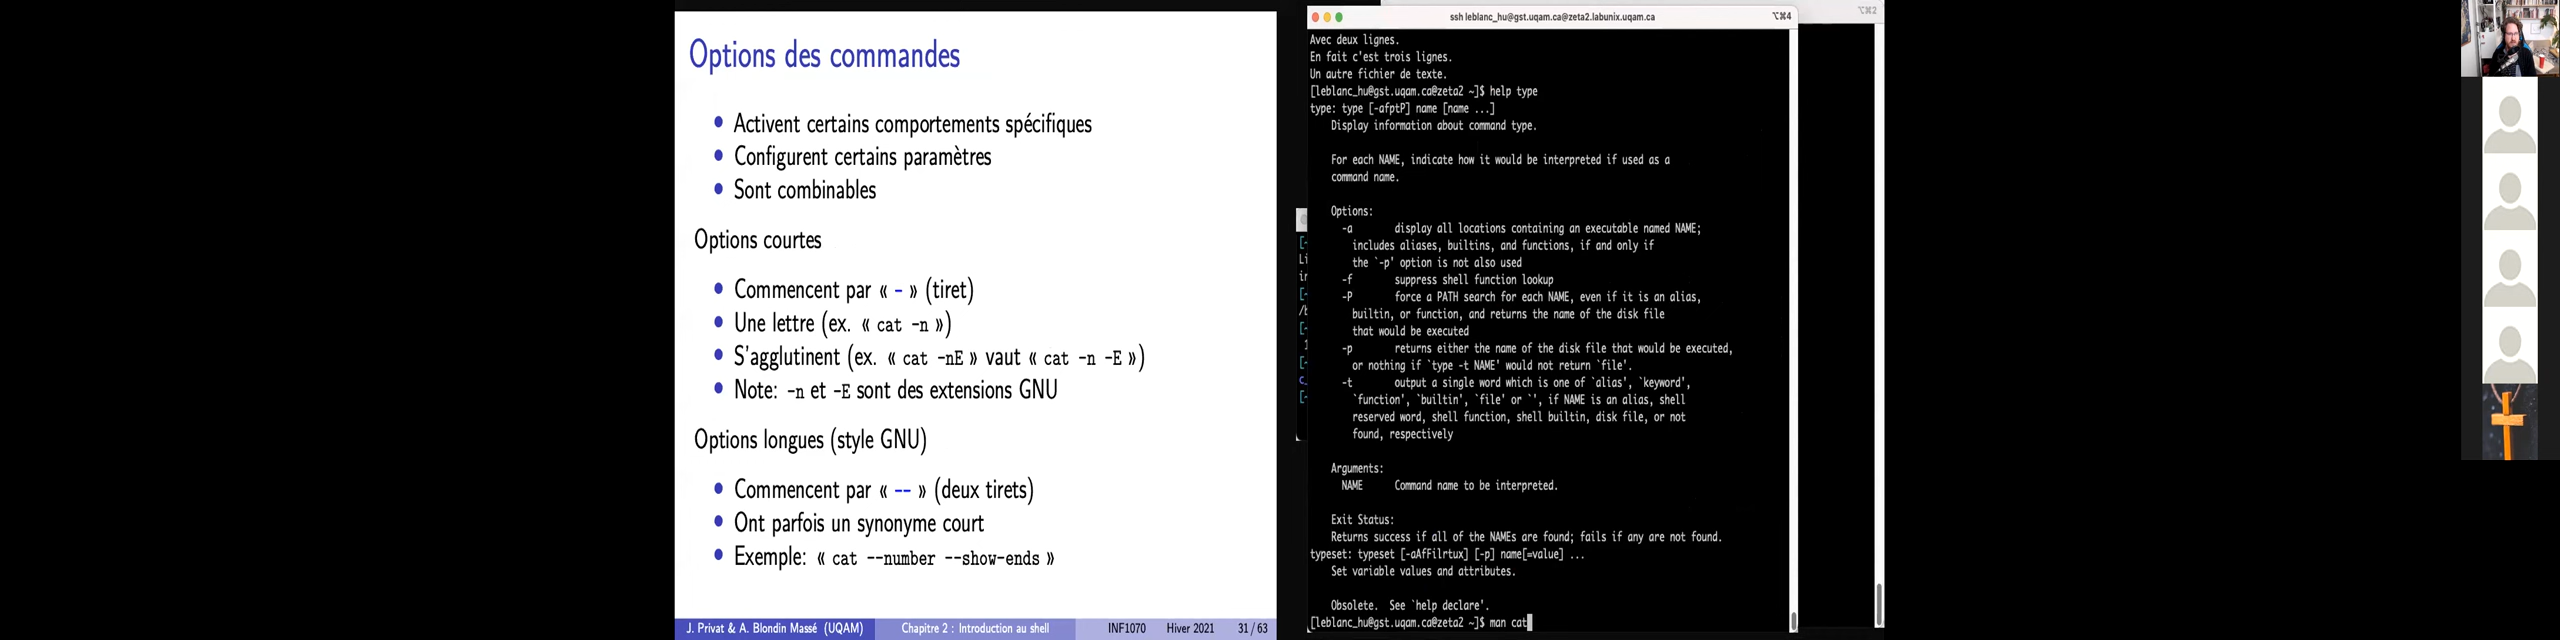 Options des commandes
• Activent certains comportements spécifiques
• Configurent certains paramètres
• Sont combinables
Options courtes
• Commencent par « - » (tiret)
• Une lettre (ex. « cat -n »)
• S'agglutinent (ex. « cat -nE » vaut « cat -n -E »)
• Note: -n et -E sont des extensions GNU
Options longues (style GNU)
• Commencent par « -- » (deux tirets)
• Ont parfois un synonyme court
• Exemple: « cat --number --show-ends »
J. Privat & A. Blondin Massé (UQAM) Chapitre 2 : Introduction au shell INF1070 Hiver 2021 31 / 63
ssh leblanc_hu@gst.uqam.ca@zeta2.labunix.uqam.ca ⌥⌘4
⌥⌘2
Avec deux lignes.
En fait c'est trois lignes.
Un autre fichier de texte.
[leblanc_hu@gst.uqam.ca@zeta2 ~]$ help type
type: type [-afptP] name [name ...]
Display information about command type.
For each NAME, indicate how it would be interpreted if used as a
command name.
Options:
-a display all locations containing an executable named NAME;
includes aliases, builtins, and functions, if and only if
the `-p' option is not also used
-f suppress shell function lookup
-P force a PATH search for each NAME, even if it is an alias,
builtin, or function, and returns the name of the disk file
that would be executed
-p returns either the name of the disk file that would be executed,
or nothing if `type -t NAME' would not return `file'.
-t output a single word which is one of `alias', `keyword',
`function', `builtin', `file' or `', if NAME is an alias, shell
reserved word, shell function, shell builtin, disk file, or not
found, respectively
Arguments:
NAME Command name to be interpreted.
Exit Status:
Returns success if all of the NAMEs are found; fails if any are not found.
typeset: typeset [-aAfFilrtux] [-p] name[=value] ...
Set variable values and attributes.
Obsolete. See `help declare'.
[leblanc_hu@gst.uqam.ca@zeta2 ~]$ man cat